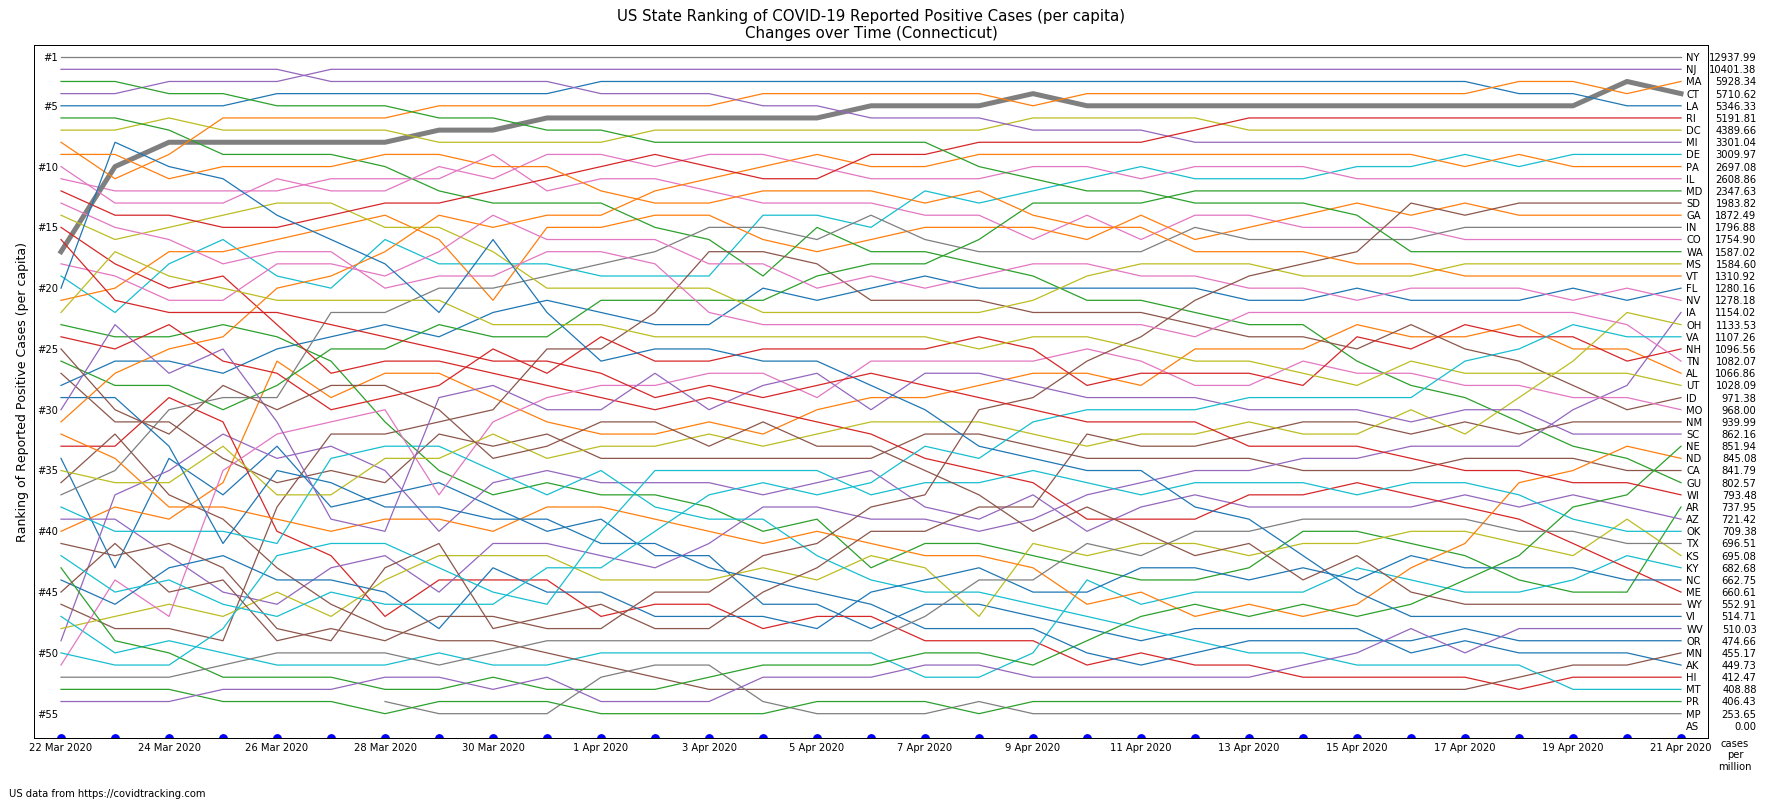 US State Ranking of COVID-19 Reported Positive Cases (per capita)
Changes over Time (Connecticut)
Ranking of Reported Positive Cases (per capita)
#1
#5
#10
#15
#20
#25
#30
#35
#40
#45
#50
#55
NY 12937.99
NJ 10401.38
MA 5928.34
CT 5710.62
LA 5346.33
RI 5191.81
DC 4389.66
MI 3301.04
DE 3009.97
PA 2697.08
IL 2608.86
MD 2347.63
SD 1983.82
GA 1872.49
IN 1796.88
CO 1754.90
WA 1587.02
MS 1584.60
VT 1310.92
FL 1280.16
NV 1278.18
IA 1154.02
OH 1133.53
VA 1107.26
NH 1096.56
TN 1082.07
AL 1066.86
UT 1028.09
ID 971.38
MO 968.00
NM 939.99
SC 862.16
NE 851.94
ND 845.08
CA 841.79
GU 802.57
WI 793.48
AR 737.95
AZ 721.42
OK 709.38
TX 696.51
KS 695.08
KY 682.68
NC 662.75
ME 660.61
WY 552.91
VI 514.71
WV 510.03
OR 474.66
MN 455.17
AK 449.73
HI 412.47
MT 408.88
PR 406.43
MP 253.65
AS 0.00
22 Mar 2020 24 Mar 2020 26 Mar 2020 28 Mar 2020 30 Mar 2020 1 Apr 2020 3 Apr 2020 5 Apr 2020 7 Apr 2020 9 Apr 2020 11 Apr 2020 13 Apr 2020 15 Apr 2020 17 Apr 2020 19 Apr 2020 21 Apr 2020
cases
per
million
US data from https://covidtracking.com